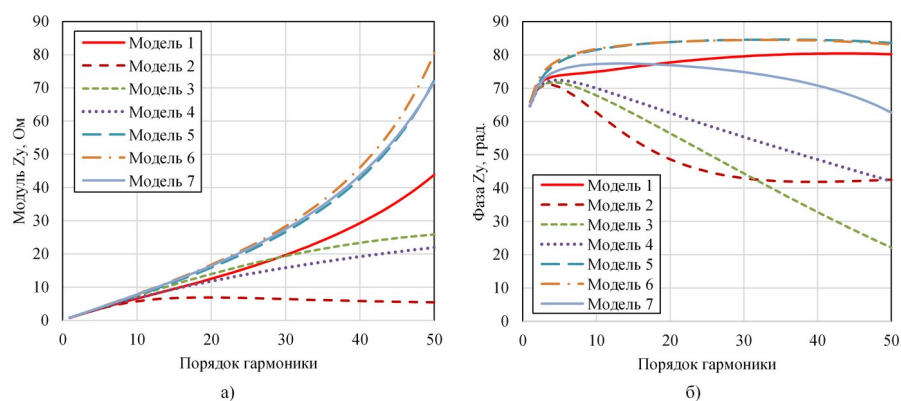 90
80
70
60
50
40
30
20
10
0
Модуль Zу, Ом
Модель 1
Модель 2
Модель 3
Модель 4
Модель 5
Модель 6
Модель 7
0 10 20 30 40 50
Порядок гармоники
а)
90
80
70
60
50
40
30
20
10
0
Фаза Zу, град.
Модель 1
Модель 2
Модель 3
Модель 4
Модель 5
Модель 6
Модель 7
0 10 20 30 40 50
Порядок гармоники
б)